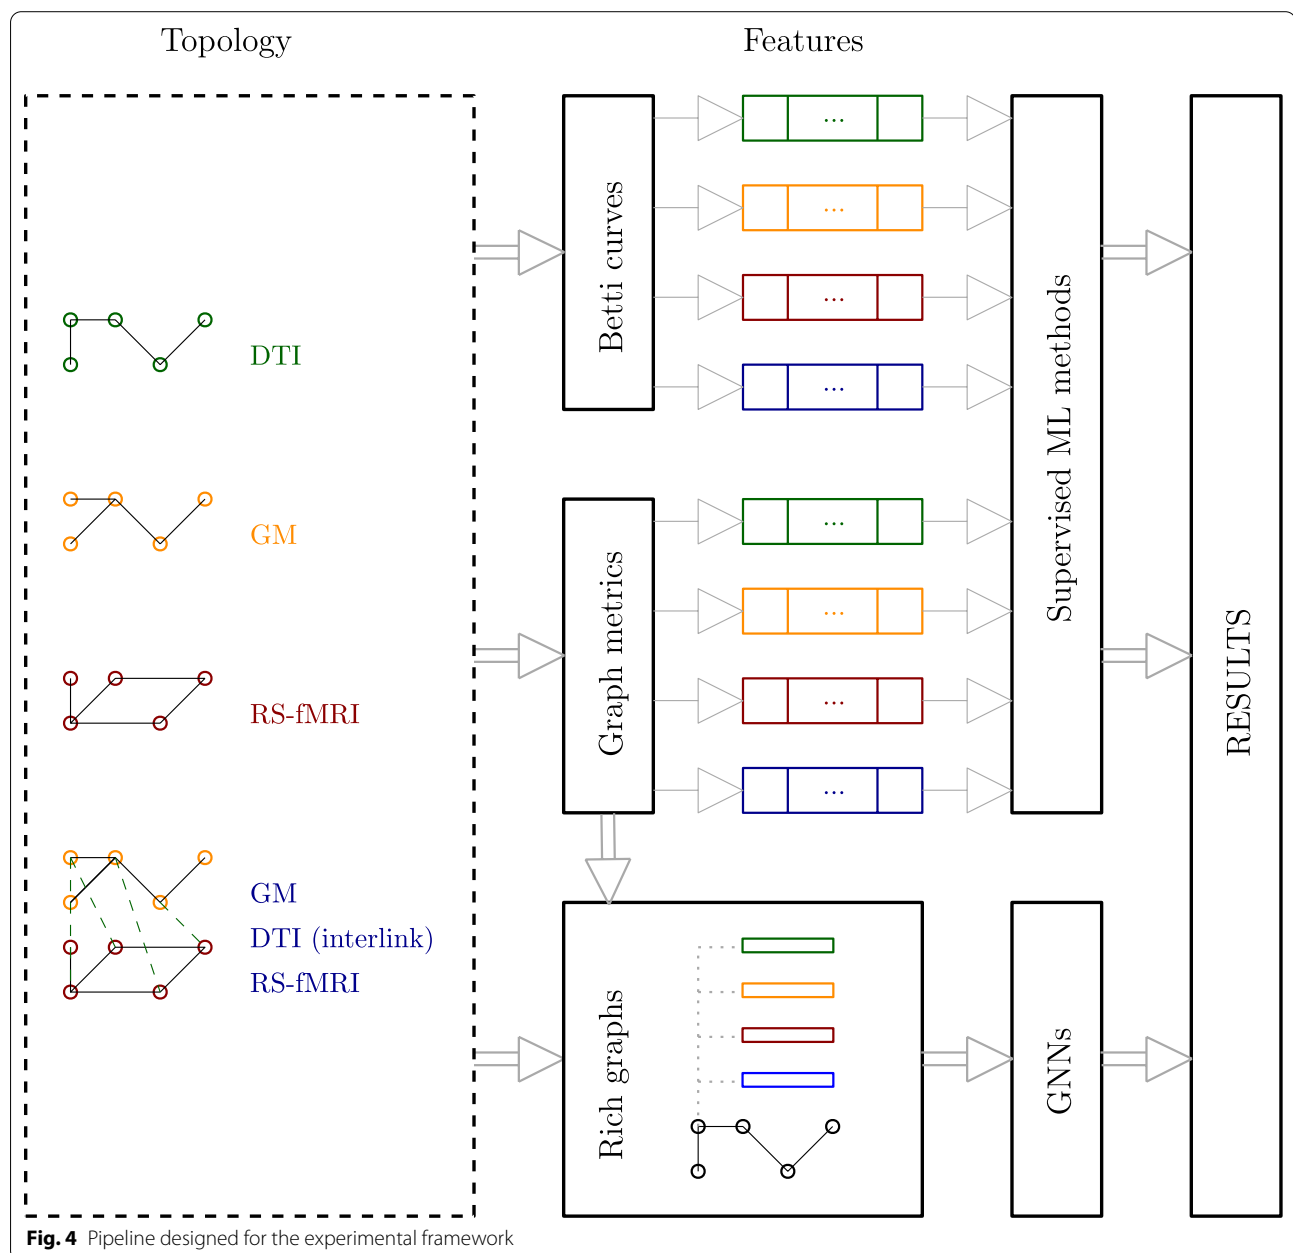 Topology
Features
DTI
GM
RS-fMRI
GM
DTI (interlink)
RS-fMRI
Betti curves
...
...
...
...
Graph metrics
...
...
...
...
Supervised ML methods
Rich graphs
GNNs
RESULTS
Fig. 4 Pipeline designed for the experimental framework